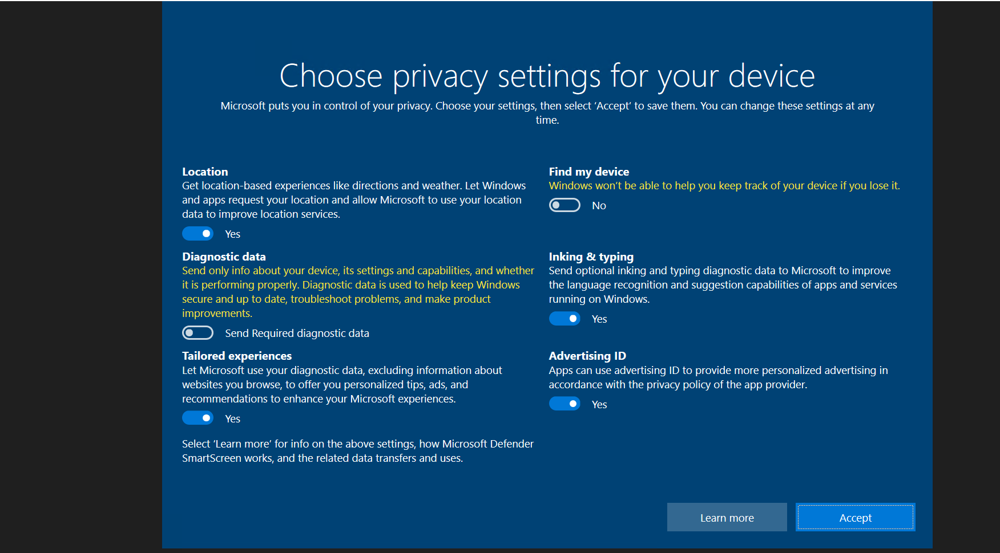 Choose privacy settings for your device
Microsoft puts you in control of your privacy. Choose your settings, then select ‘Accept’ to save them. You can change these settings at any
time.
Location
Get location-based experiences like directions and weather. Let Windows
and apps request your location and allow Microsoft to use your location
data to improve location services.
Yes
Find my device
Windows won’t be able to help you keep track of your device if you lose it.
No
Diagnostic data
Send only info about your device, its settings and capabilities, and whether
it is performing properly. Diagnostic data is used to help keep Windows
secure and up to date, troubleshoot problems, and make product
improvements.
Send Required diagnostic data
Inking & typing
Send optional inking and typing diagnostic data to Microsoft to improve
the language recognition and suggestion capabilities of apps and services
running on Windows.
Yes
Tailored experiences
Let Microsoft use your diagnostic data, excluding information about
websites you browse, to offer you personalized tips, ads, and
recommendations to enhance your Microsoft experiences.
Yes
Advertising ID
Apps can use advertising ID to provide more personalized advertising in
accordance with the privacy policy of the app provider.
Yes
Select ‘Learn more’ for info on the above settings, how Microsoft Defender
SmartScreen works, and the related data transfers and uses.
Learn more
Accept